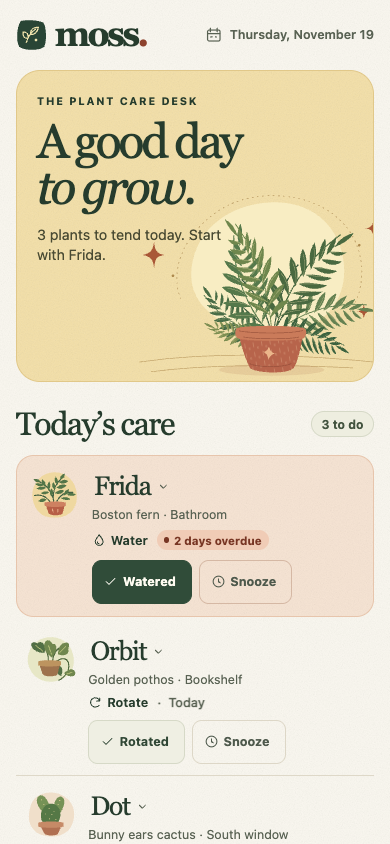 moss.
Thursday, November 19
THE PLANT CARE DESK
A good day
to grow.
3 plants to tend today. Start
with Frida.
Today’s care
3 to do
Frida
Boston fern · Bathroom
Water
2 days overdue
Watered
Snooze
Orbit
Golden pothos · Bookshelf
Rotate · Today
Rotated
Snooze
Dot
Bunny ears cactus · South window